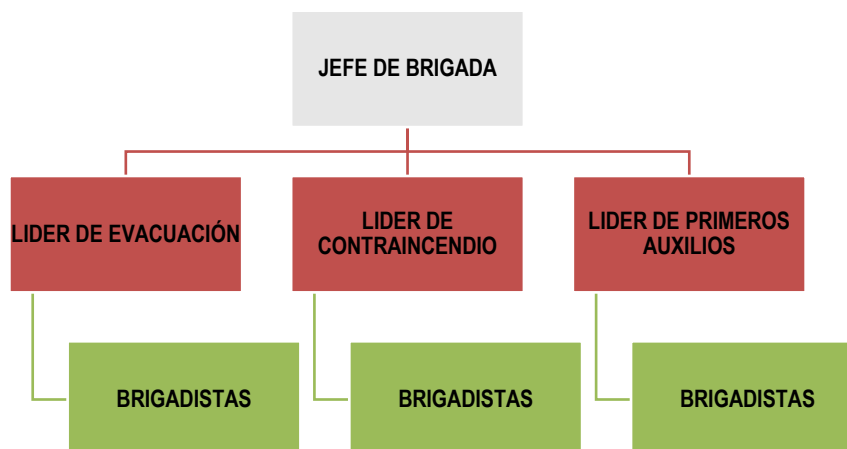 JEFE DE BRIGADA
LIDER DE EVACUACIÓN
LIDER DE
CONTRAINCENDIO
LIDER DE PRIMEROS
AUXILIOS
BRIGADISTAS
BRIGADISTAS
BRIGADISTAS